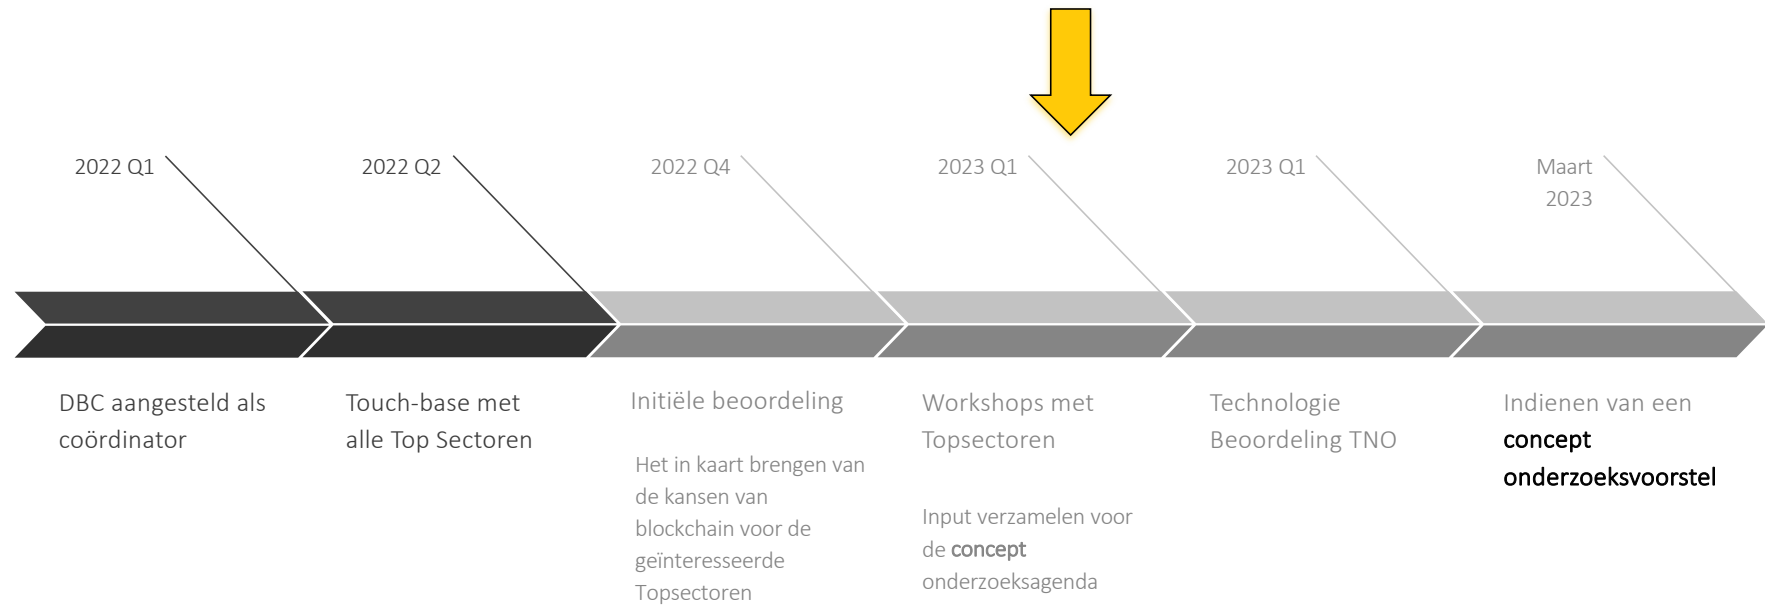 2022 Q1
2022 Q2
2022 Q4
2023 Q1
2023 Q1
Maart
2023
DBC aangesteld als
coördinator
Touch-base met
alle Top Sectoren
Initiële beoordeling
Het in kaart brengen van
de kansen van
blockchain voor de
geïnteresseerde
Topsectoren
Workshops met
Topsectoren
Input verzamelen voor
de concept
onderzoeksagenda
Technologie
Beoordeling TNO
Indienen van een
concept
onderzoeksvoorstel